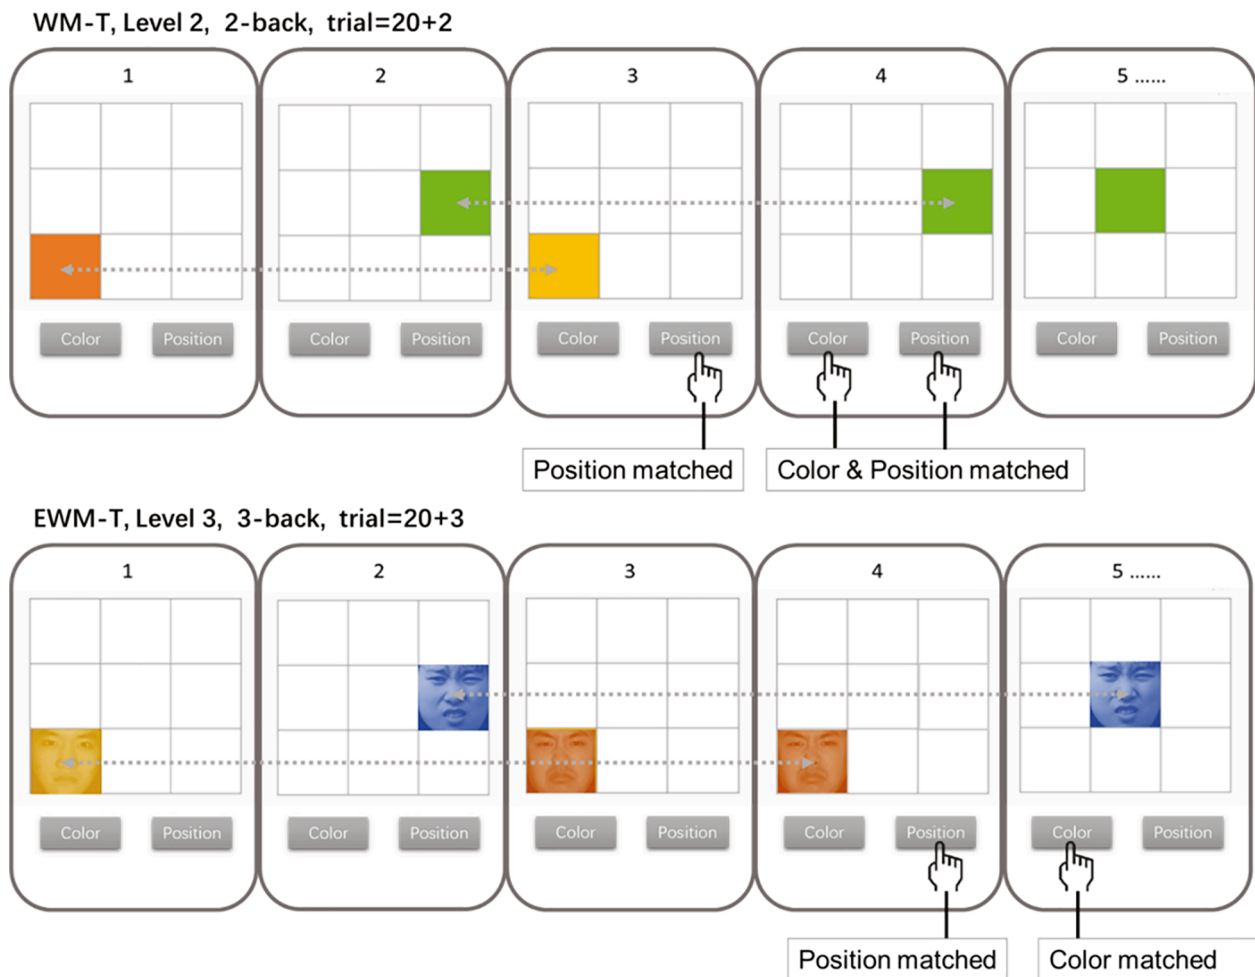 WM-T, Level 2, 2-back, trial=20+2
1 2 3 4 5 ......
Color Position Color Position Color Position Color Position Color Position
Position matched Color & Position matched
EWM-T, Level 3, 3-back, trial=20+3
1 2 3 4 5 ......
Color Position Color Position Color Position Color Position Color Position
Position matched Color matched